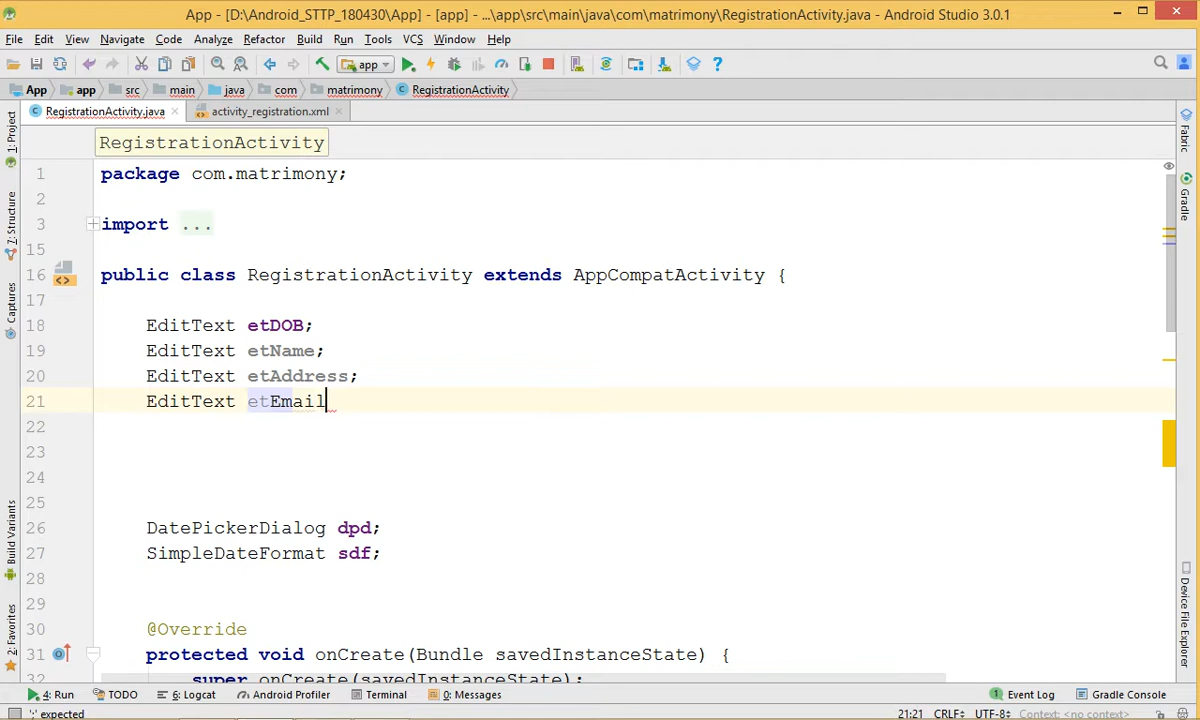 App - [D:\Android_STTP_180430\App] - [app] - ...\app\src\main\java\com\matrimony\RegistrationActivity.java - Android Studio 3.0.1
File Edit View Navigate Code Analyze Refactor Build Run Tools VCS Window Help
app
App app src main java com matrimony RegistrationActivity
RegistrationActivity.java activity_registration.xml
RegistrationActivity
1 package com.matrimony;
2
3 import ...
15
16 public class RegistrationActivity extends AppCompatActivity {
17
18 EditText etDOB;
19 EditText etName;
20 EditText etAddress;
21 EditText etEmail
22
23
24
25
26 DatePickerDialog dpd;
27 SimpleDateFormat sdf;
28
29
30 @Override
31 protected void onCreate(Bundle savedInstanceState) {
32 super.onCreate(savedInstanceState);
1: Project
7: Structure
Captures
Build Variants
2: Favorites
Fabric
Gradle
Device File Explorer
4: Run TODO 6: Logcat Android Profiler Terminal 0: Messages Event Log Gradle Console
';' expected 21:21 CRLF UTF-8 Context: <no context>